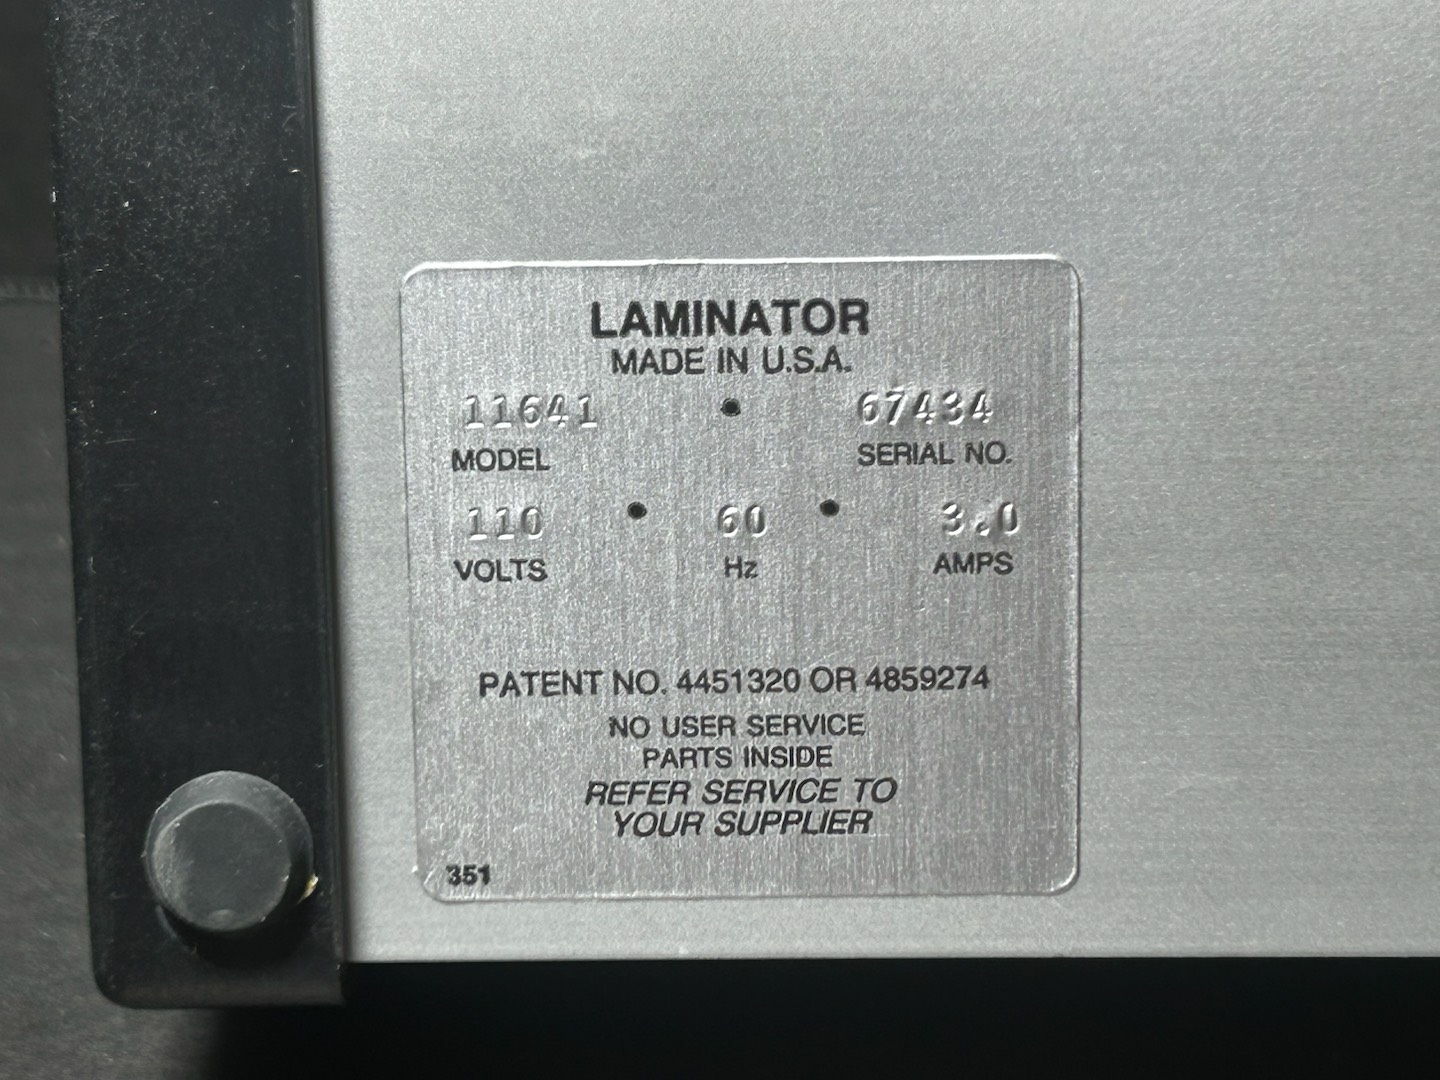 LAMINATOR
MADE IN U.S.A.
11641 • 67434
MODEL SERIAL NO.
110 • 60 • 3.0
VOLTS Hz AMPS
PATENT NO. 4451320 OR 4859274
NO USER SERVICE
PARTS INSIDE
REFER SERVICE TO
YOUR SUPPLIER
351